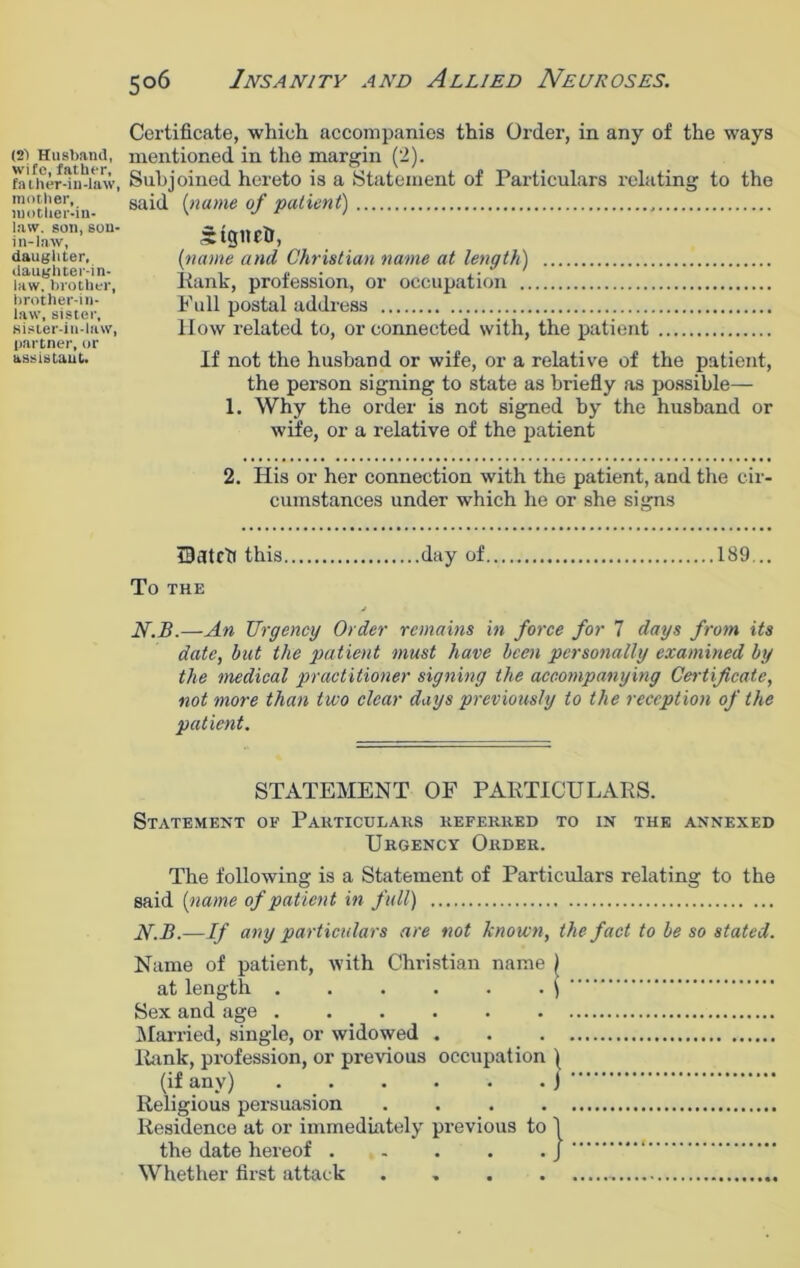 506 INSANITY AND ALLIED NEUROSES.
(2) Husband,
wife, father,
father-in-law,
mother,
mother-in-
law, son, son-
in-law,
daughter,
daughter-in-
law, brother,
brother-in-
law, sister,
sister-in-law,
partner, or
assistant.
Certificate, which accompanies this Order, in any of the ways
mentioned in the margin (2).
Subjoined hereto is a Statement of Particulars relating to the
said (name of patient) ..........
Signed,
(name and Christian name at length) ..........
Rank, profession, or occupation ..........
Full postal address ..........
How related to, or connected with, the patient ..........
If not the husband or wife, or a relative of the patient,
the person signing to state as briefly as possible—
1. Why the order is not signed by the husband or
wife, or a relative of the patient
..........
2. His or her connection with the patient, and the cir-
cumstances under which he or she signs
..........
Dated this..........day of..........189...
TO THE
N.B.—An Urgency Order remains in force for 7 days from its
date, but the patient must have been personally examined by
the medical practitioner signing the accompanying Certificate,
not more than two clear days previously to the reception of the
patient.
STATEMENT OF PARTICULARS.
STATEMENT OF PARTICULARS REFERRED TO IN THE ANNEXED
URGENCY ORDER.
The following is a Statement of Particulars relating to the
said (name of patient in full) ..........
N.B.—If any particulars are not known, the fact to be so stated.
Name of patient, with Christian name }
at length . . . . . . } ..........
Sex and age . . . . . . ..........
Married, single, or widowed . . . ..........
Rank, profession, or previous occupation }
(if any) . . . . . . } ..........
Religious persuasion . . . . ..........
Residence at or immediately previous to }
the date hereof . . . . . } ..........
Whether first attack . . . . ..........